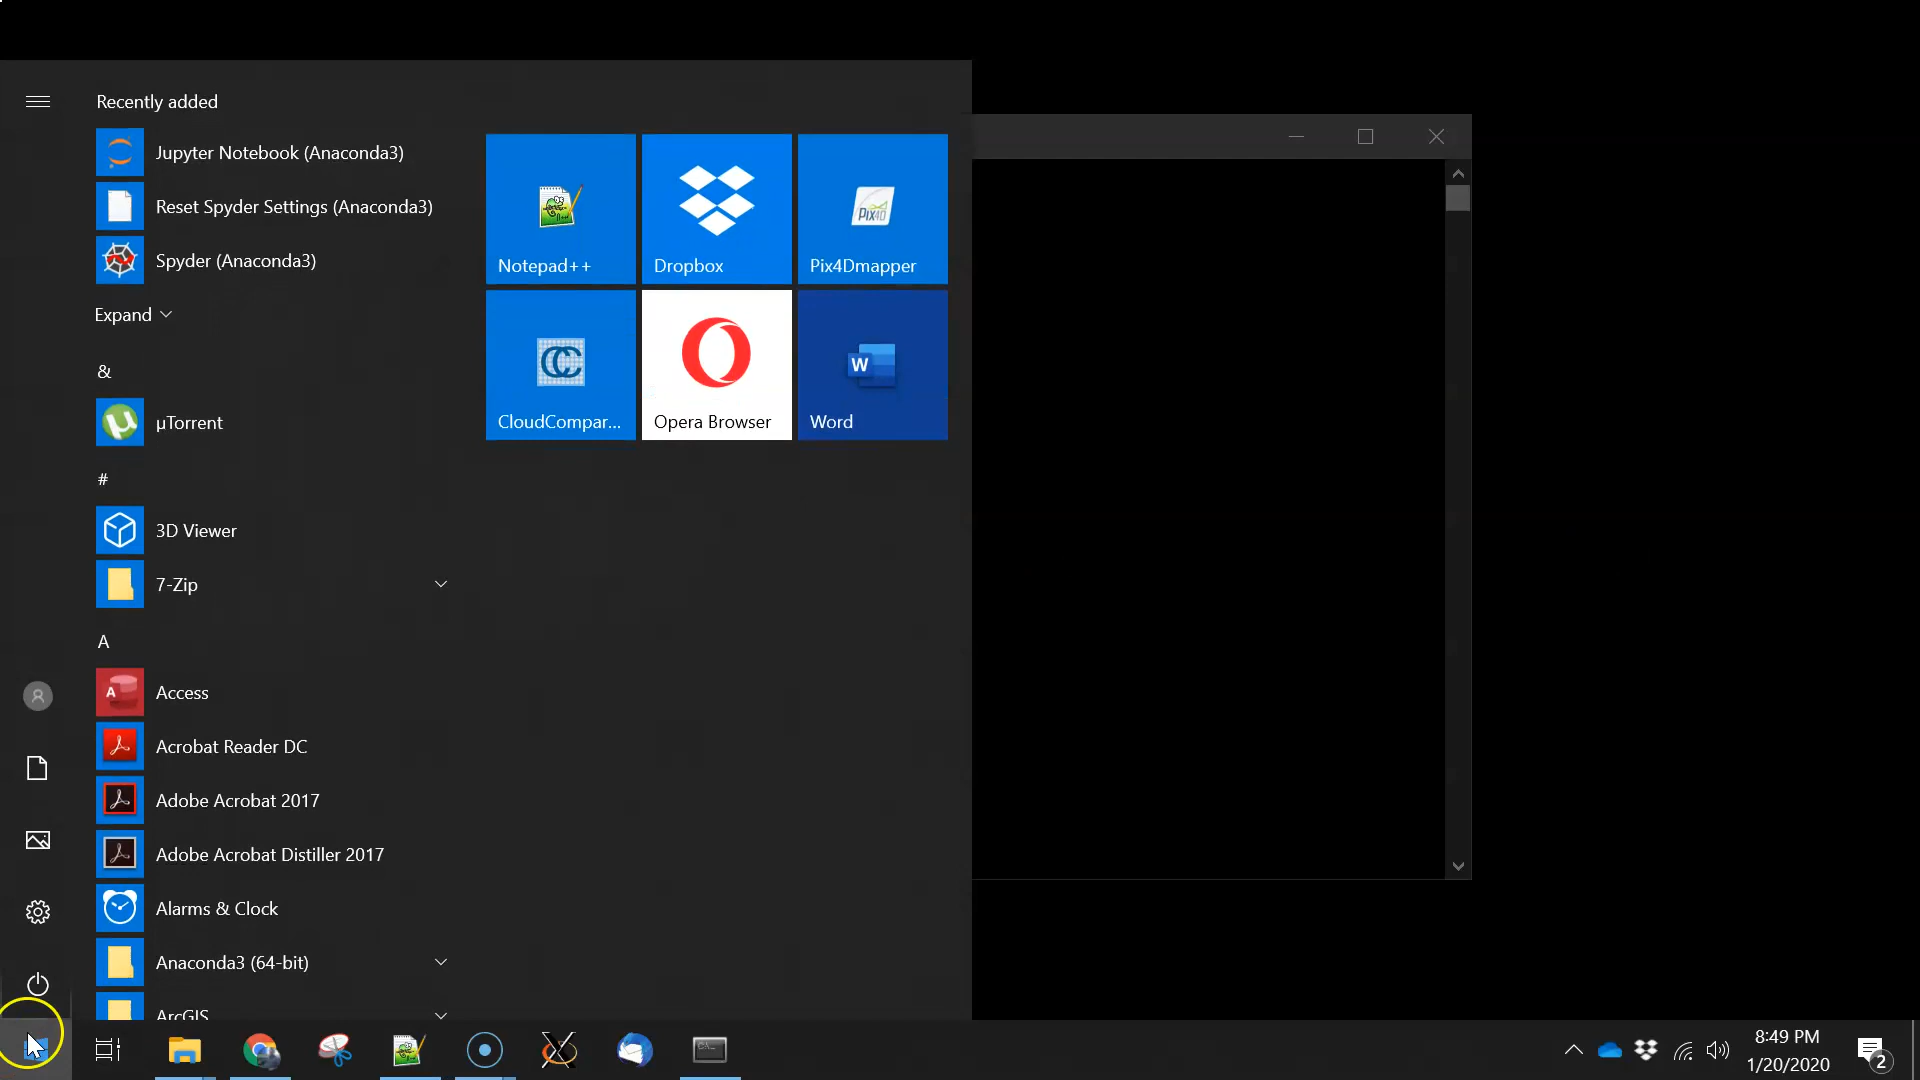 Recently added
Jupyter Notebook (Anaconda3)
Reset Spyder Settings (Anaconda3)
Spyder (Anaconda3)
Expand
&
µTorrent
#
3D Viewer
7-Zip
A
Access
Acrobat Reader DC
Adobe Acrobat 2017
Adobe Acrobat Distiller 2017
Alarms & Clock
Anaconda3 (64-bit)
ArcGIS
Notepad++
Dropbox
Pix4D
Pix4Dmapper
CC
CloudCompar...
Opera Browser
W
Word
8:49 PM
1/20/2020
2